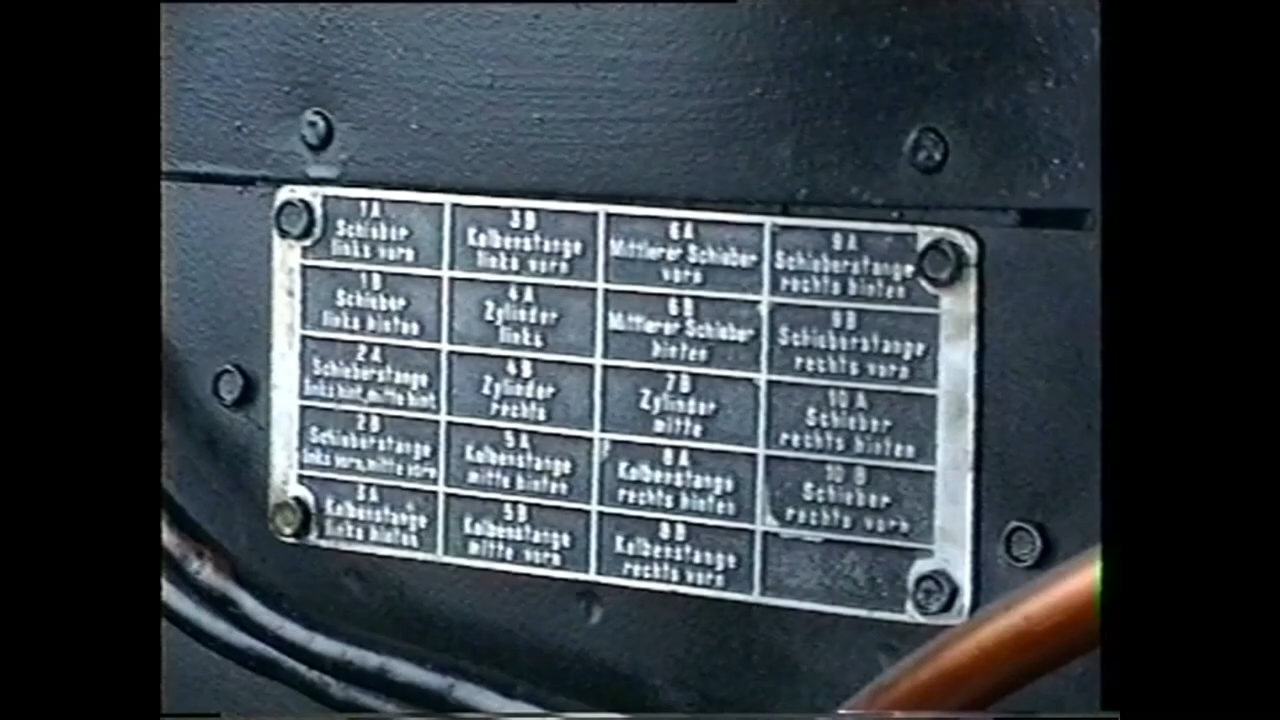 1A
Schieber
links vorn
1B
Schieber
links hinten
2A
Schieberstange
links hint.,mitte hint.
2B
Schieberstange
links vorn,mitte vorn
3A
Kolbenstange
links hinten
3B
Kolbenstange
links vorn
4A
Zylinder
links
4B
Zylinder
rechts
5A
Kolbenstange
mitte hinten
5B
Kolbenstange
mitte vorn
6A
Mittlerer Schieber
vorn
6B
Mittlerer Schieber
hinten
7B
Zylinder
mitte
8A
Kolbenstange
rechts hinten
8B
Kolbenstange
rechts vorn
9A
Schieberstange
rechts hinten
9B
Schieberstange
rechts vorn
10A
Schieber
rechts hinten
10B
Schieber
rechts vorn